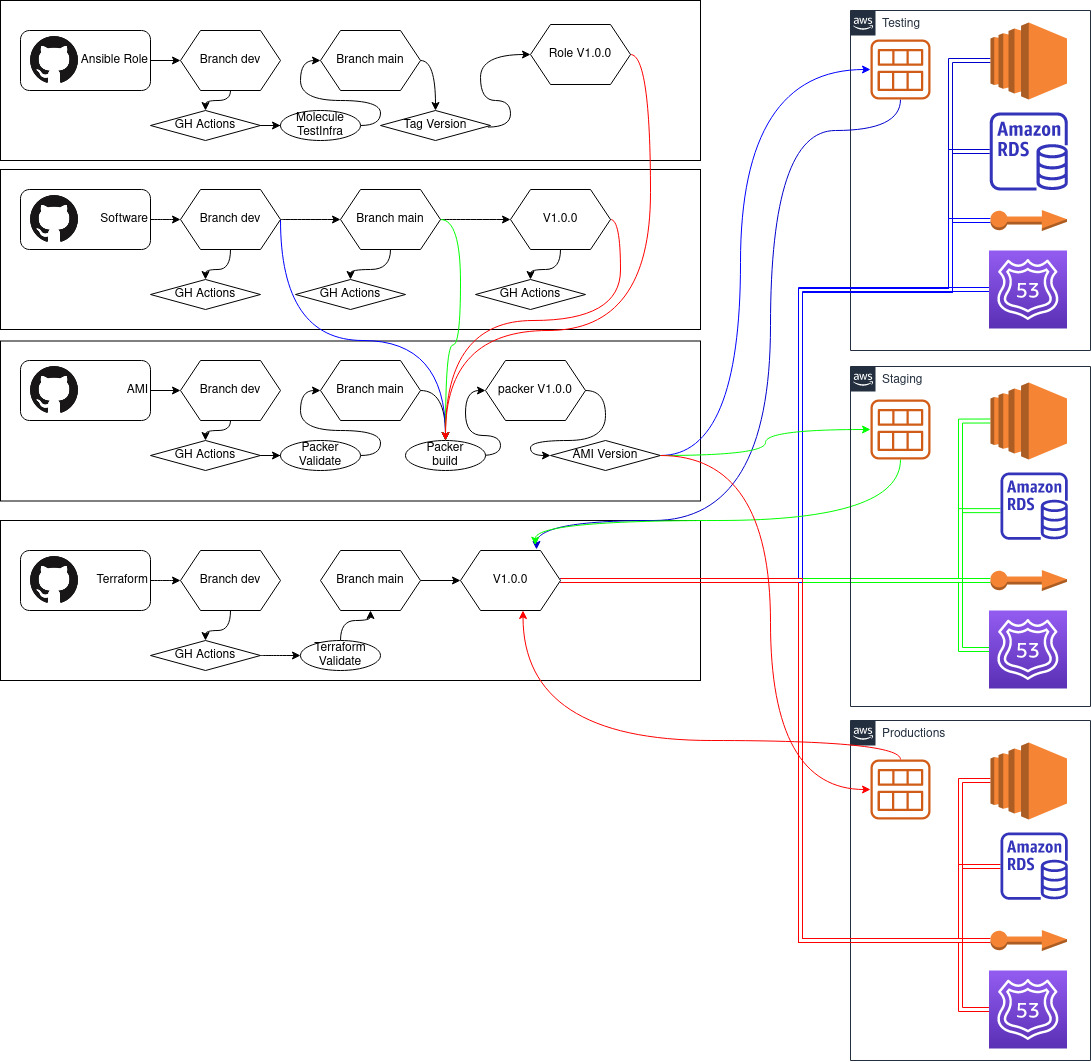 Ansible Role
Branch dev
Branch main
Role V1.0.0
GH Actions
Molecule
TestInfra
Tag Version
Software
Branch dev
Branch main
V1.0.0
GH Actions
GH Actions
GH Actions
AMI
Branch dev
Branch main
packer V1.0.0
GH Actions
Packer
Validate
Packer
build
AMI Version
Terraform
Branch dev
Branch main
V1.0.0
GH Actions
Terraform
Validate
aws
Testing
Amazon
RDS
53
aws
Staging
Amazon
RDS
53
aws
Productions
Amazon
RDS
53